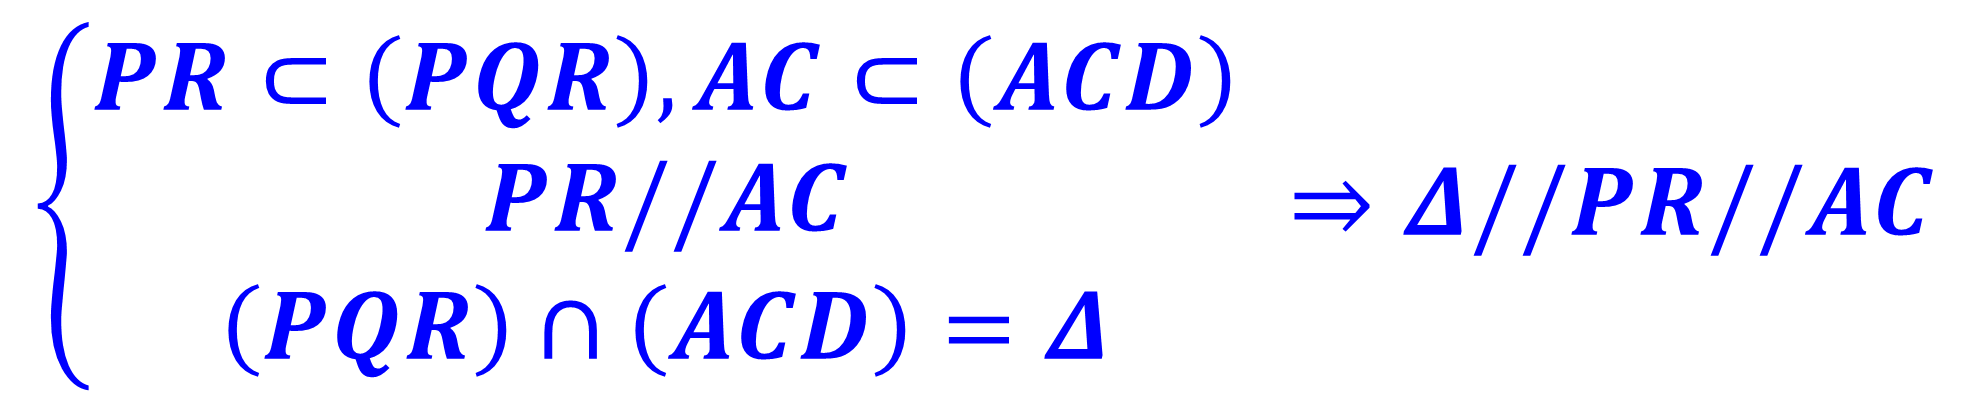 PR ⊂ (PQR), AC ⊂ (ACD)
PR//AC ⇒ Δ//PR//AC
(PQR) ∩ (ACD) = Δ